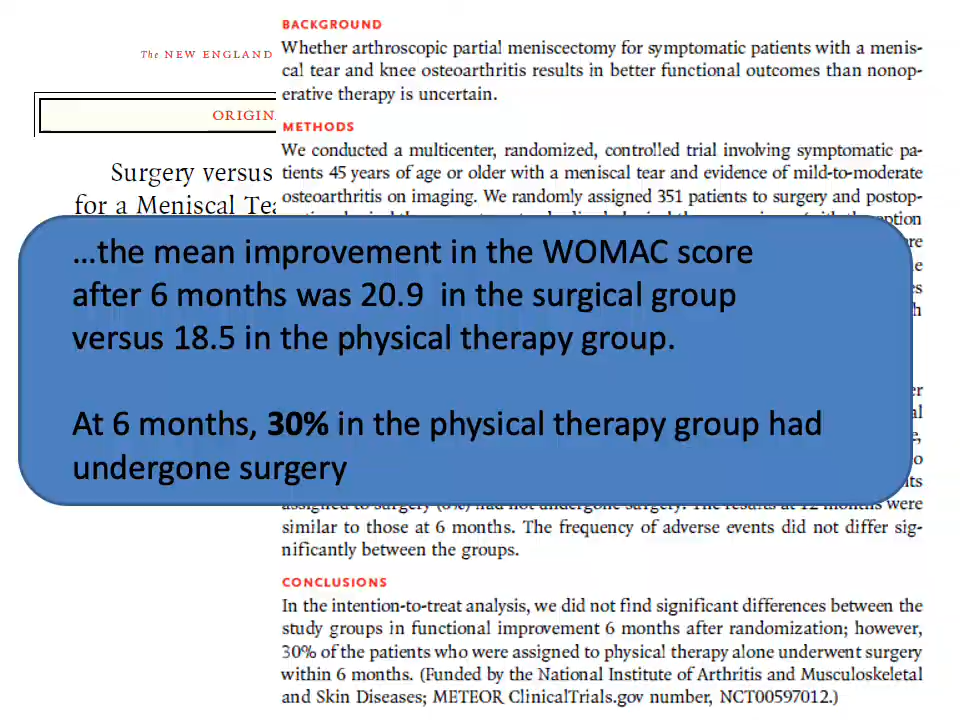 The NEW ENGLAND
ORIGIN
Surgery versus
for a Meniscal Tea
BACKGROUND
Whether arthroscopic partial meniscectomy for symptomatic patients with a menis-
cal tear and knee osteoarthritis results in better functional outcomes than nonop-
erative therapy is uncertain.
METHODS
We conducted a multicenter, randomized, controlled trial involving symptomatic pa-
tients 45 years of age or older with a meniscal tear and evidence of mild-to-moderate
osteoarthritis on imaging. We randomly assigned 351 patients to surgery and postop-
…the mean improvement in the WOMAC score
after 6 months was 20.9 in the surgical group
versus 18.5 in the physical therapy group.
At 6 months, 30% in the physical therapy group had
undergone surgery
were
similar to those at 6 months. The frequency of adverse events did not differ sig-
nificantly between the groups.
CONCLUSIONS
In the intention-to-treat analysis, we did not find significant differences between the
study groups in functional improvement 6 months after randomization; however,
30% of the patients who were assigned to physical therapy alone underwent surgery
within 6 months. (Funded by the National Institute of Arthritis and Musculoskeletal
and Skin Diseases; METEOR ClinicalTrials.gov number, NCT00597012.)